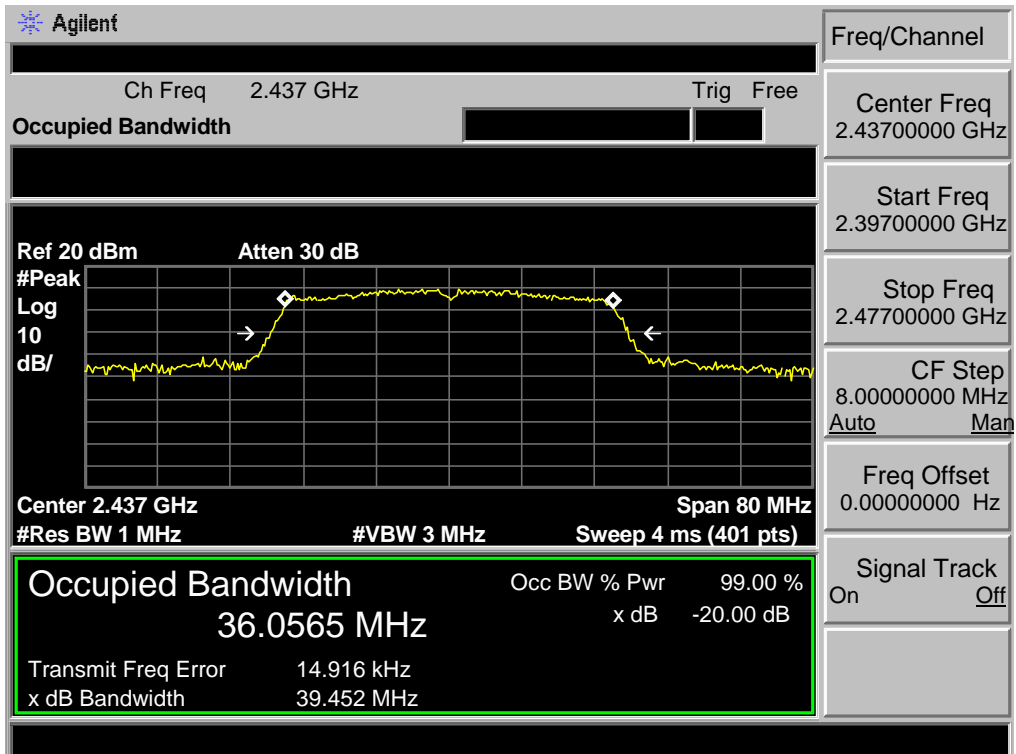 Agilent
Freq/Channel
Ch Freq 2.437 GHz Trig Free
Occupied Bandwidth
Center Freq
2.43700000 GHz
Start Freq
2.39700000 GHz
Stop Freq
2.47700000 GHz
CF Step
8.00000000 MHz
Auto Man
Freq Offset
0.00000000 Hz
Signal Track
On Off
Ref 20 dBm Atten 30 dB
#Peak
Log
10
dB/
Center 2.437 GHz Span 80 MHz
#Res BW 1 MHz #VBW 3 MHz Sweep 4 ms (401 pts)
Occupied Bandwidth Occ BW % Pwr 99.00 %
36.0565 MHz x dB -20.00 dB
Transmit Freq Error 14.916 kHz
x dB Bandwidth 39.452 MHz